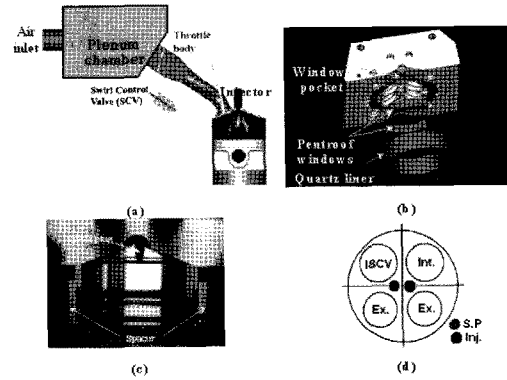 Air
inlet
Plenum
chamber
Throttle
body
Swirl Control
Valve (SCV)
Injector
(a)
Window
pocket
Pentroof
windows
Quartz liner
(b)
Spacer
(c)
ISCV
Int.
Ex.
Ex.
S.P
Inj.
(d)